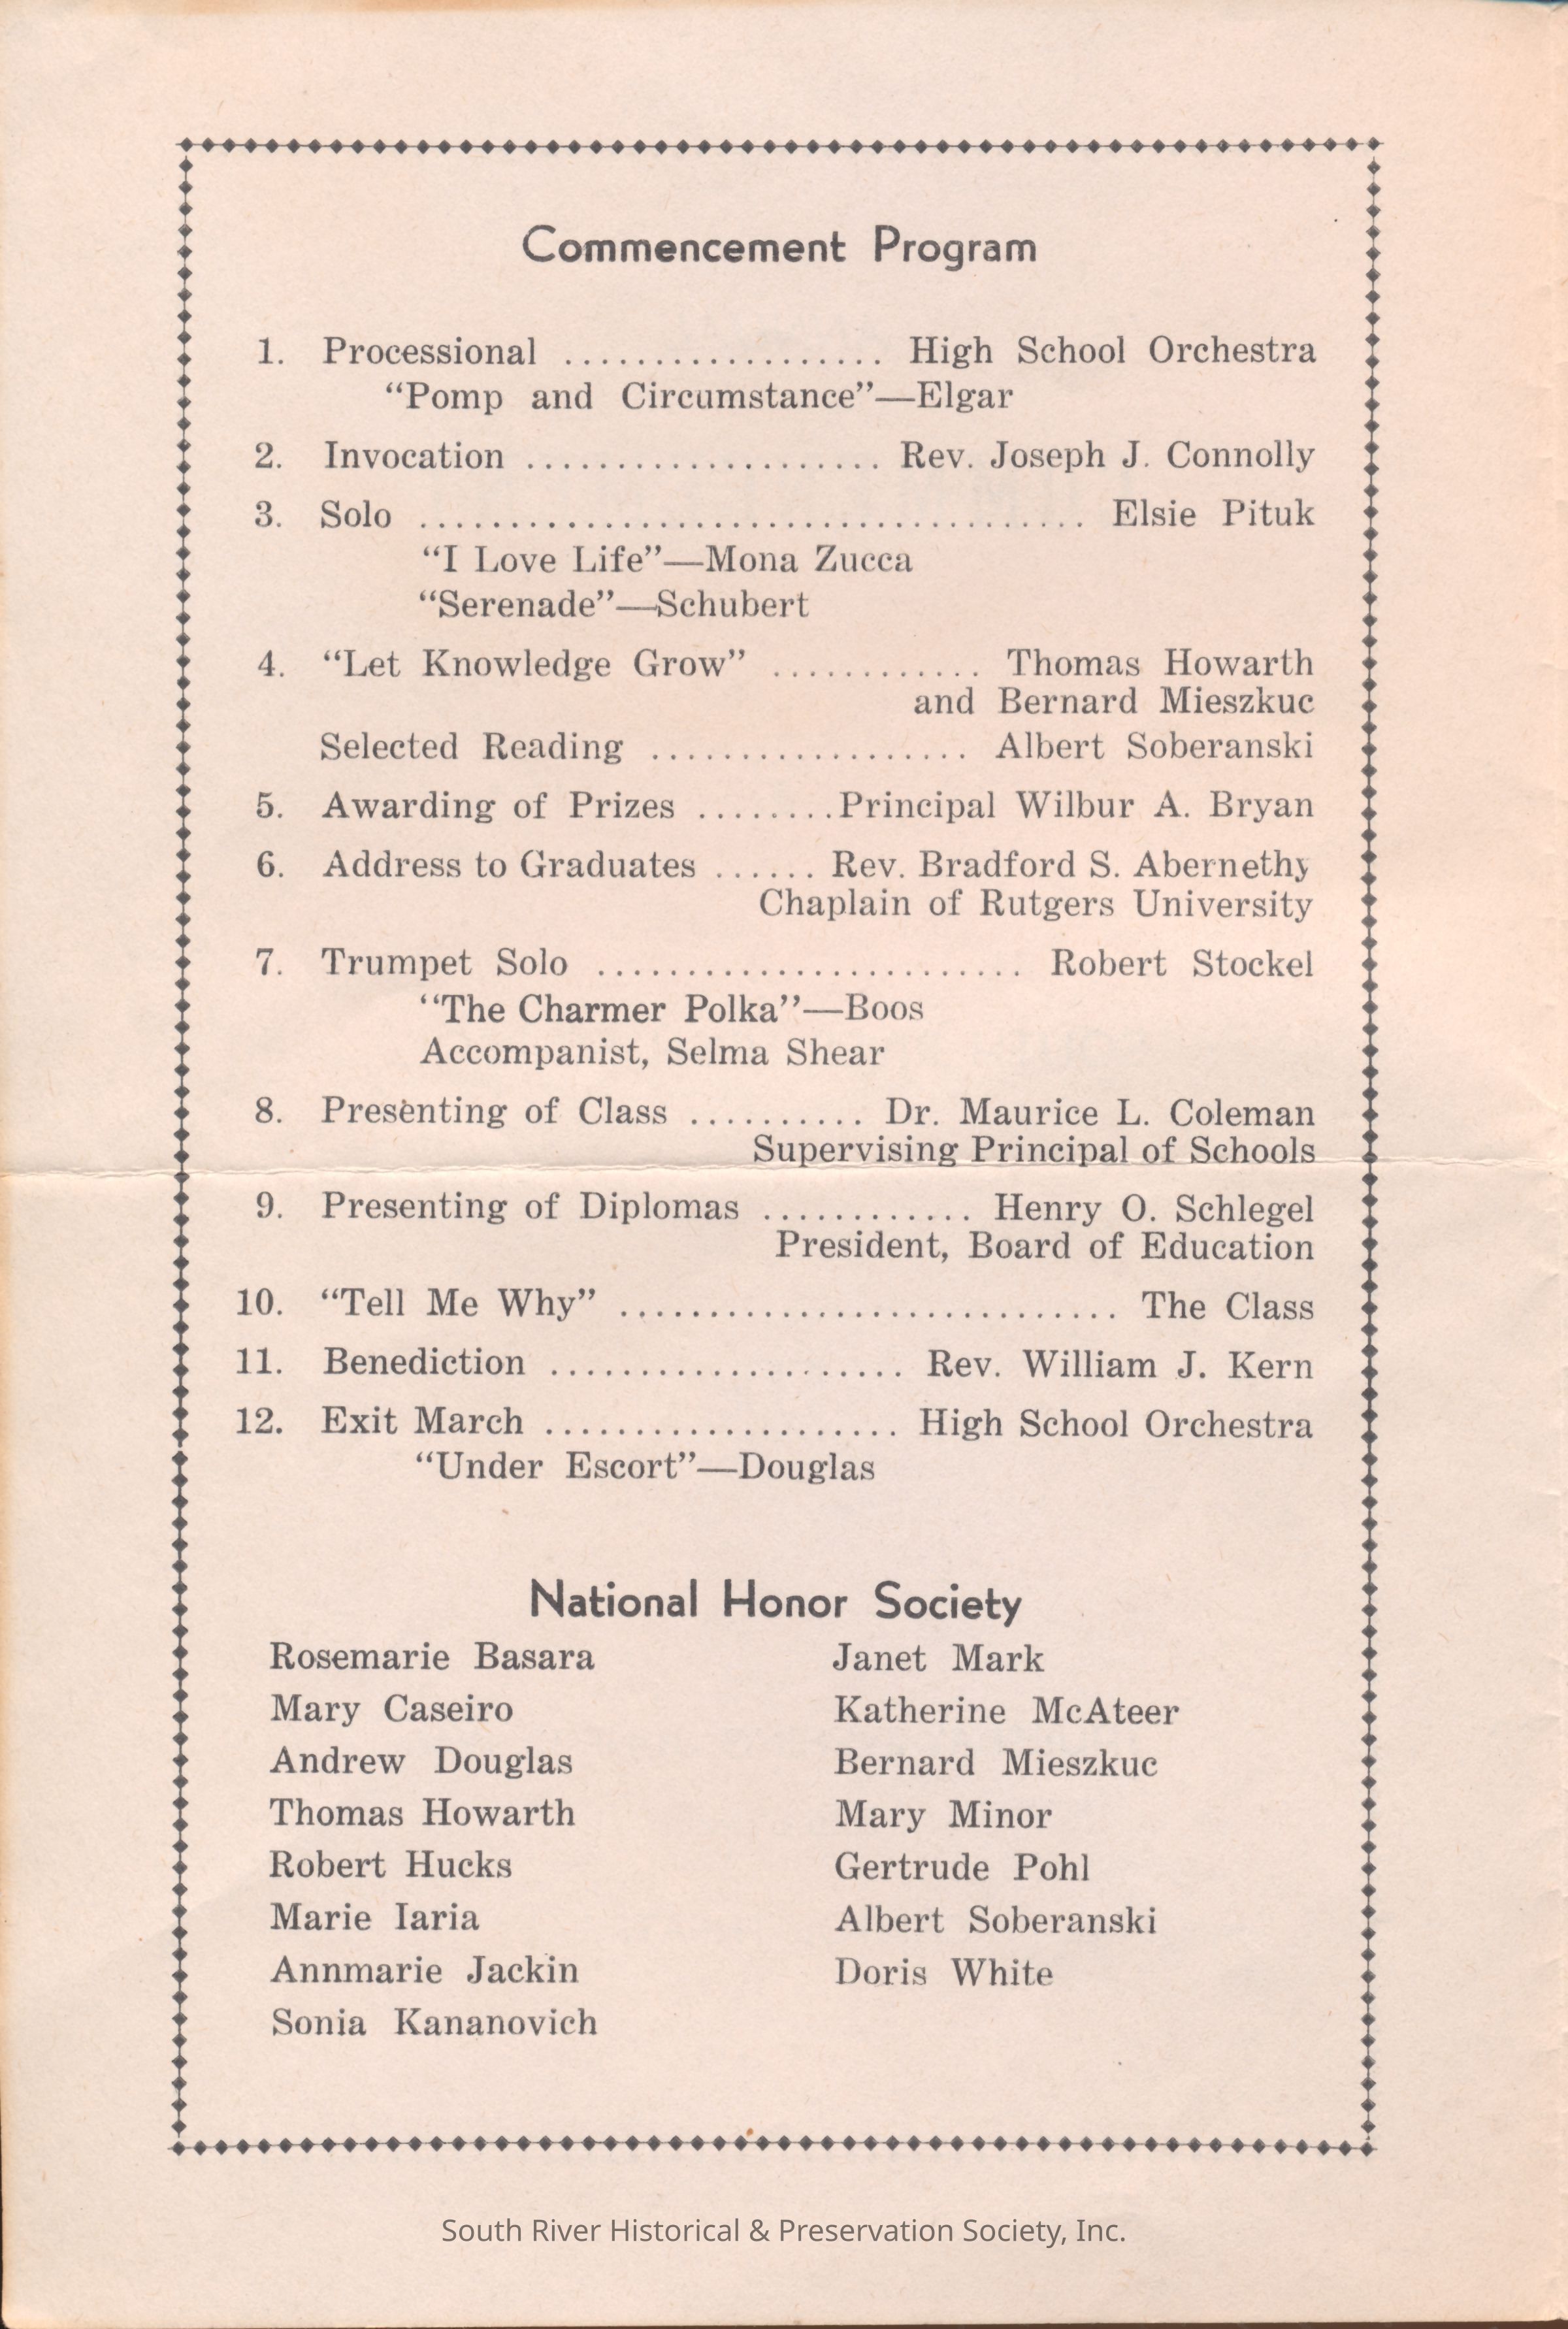 Commencement Program
1. Processional .................. High School Orchestra
“Pomp and Circumstance”—Elgar
2. Invocation .................... Rev. Joseph J. Connolly
3. Solo ..................................... Elsie Pituk
“I Love Life”—Mona Zucca
“Serenade”—Schubert
4. “Let Knowledge Grow” ............ Thomas Howarth
and Bernard Mieszkuc
Selected Reading .................. Albert Soberanski
5. Awarding of Prizes ........Principal Wilbur A. Bryan
6. Address to Graduates ...... Rev. Bradford S. Abernethy
Chaplain of Rutgers University
7. Trumpet Solo ........................ Robert Stockel
“The Charmer Polka”—Boos
Accompanist, Selma Shear
8. Presenting of Class .......... Dr. Maurice L. Coleman
Supervising Principal of Schools
9. Presenting of Diplomas ............ Henry O. Schlegel
President, Board of Education
10. “Tell Me Why” ............................ The Class
11. Benediction .................... Rev. William J. Kern
12. Exit March .................... High School Orchestra
“Under Escort”—Douglas
National Honor Society
Rosemarie Basara
Mary Caseiro
Andrew Douglas
Thomas Howarth
Robert Hucks
Marie Iaria
Annmarie Jackin
Sonia Kananovich
Janet Mark
Katherine McAteer
Bernard Mieszkuc
Mary Minor
Gertrude Pohl
Albert Soberanski
Doris White
South River Historical & Preservation Society, Inc.